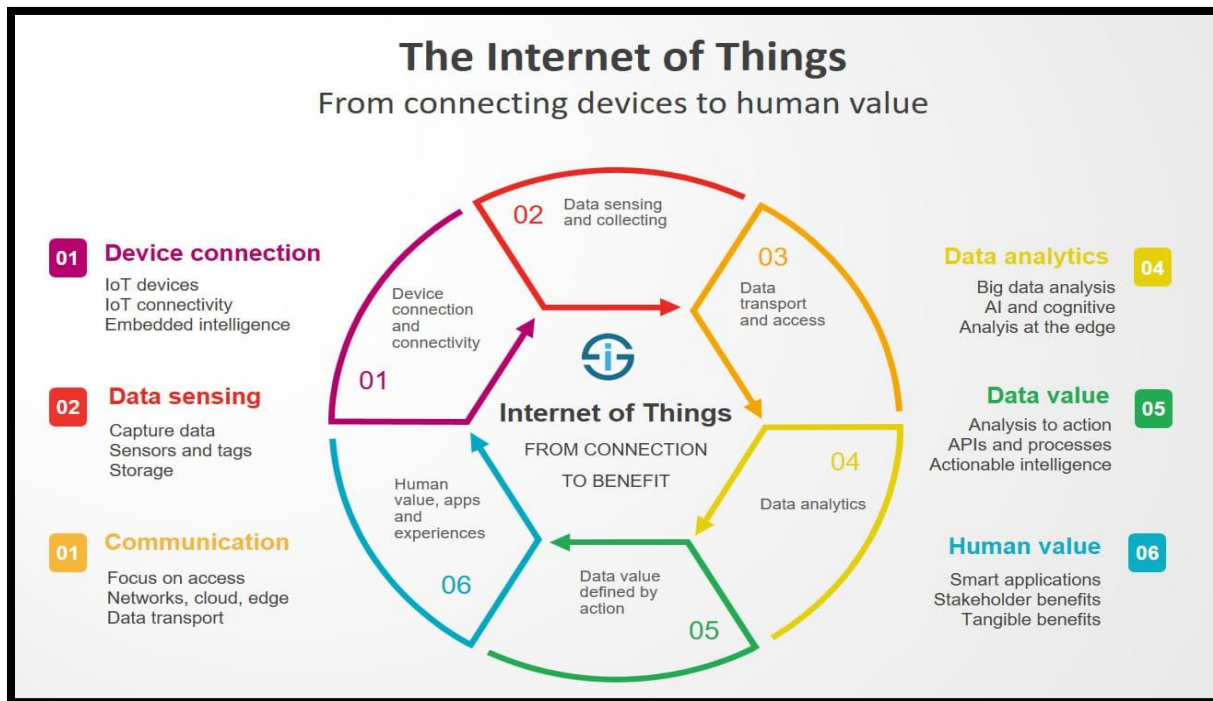 The Internet of Things
From connecting devices to human value
01
Device connection
IoT devices
IoT connectivity
Embedded intelligence
02
Data sensing
Capture data
Sensors and tags
Storage
01
Communication
Focus on access
Networks, cloud, edge
Data transport
02
Data sensing
and collecting
03
Data
transport
and access
Device
connection
and
connectivity
01
Internet of Things
FROM CONNECTION
TO BENEFIT
04
Data analytics
Human
value, apps
and
experiences
06
Data value
defined by
action
05
Data analytics
04
Big data analysis
AI and cognitive
Analyis at the edge
Data value
05
Analysis to action
APIs and processes
Actionable intelligence
Human value
06
Smart applications
Stakeholder benefits
Tangible benefits